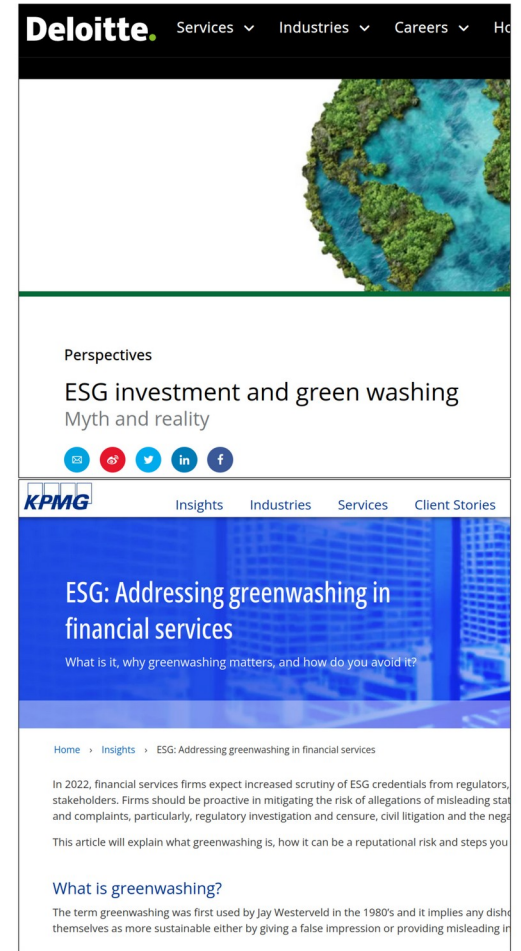 Deloitte. Services Industries Careers
Perspectives
ESG investment and green washing
Myth and reality
KPMG Insights Industries Services Client Stories
ESG: Addressing greenwashing in
financial services
What is it, why greenwashing matters, and how do you avoid it?
Home › Insights › ESG: Addressing greenwashing in financial services
In 2022, financial services firms expect increased scrutiny of ESG credentials from regulators,
stakeholders. Firms should be proactive in mitigating the risk of allegations of misleading
and complaints, particularly, regulatory investigation and censure, civil litigation and the
This article will explain what greenwashing is, how it can be a reputational risk and steps you
What is greenwashing?
The term greenwashing was first used by Jay Westerveld in the 1980's and it implies any
themselves as more sustainable either by giving a false impression or providing misleading